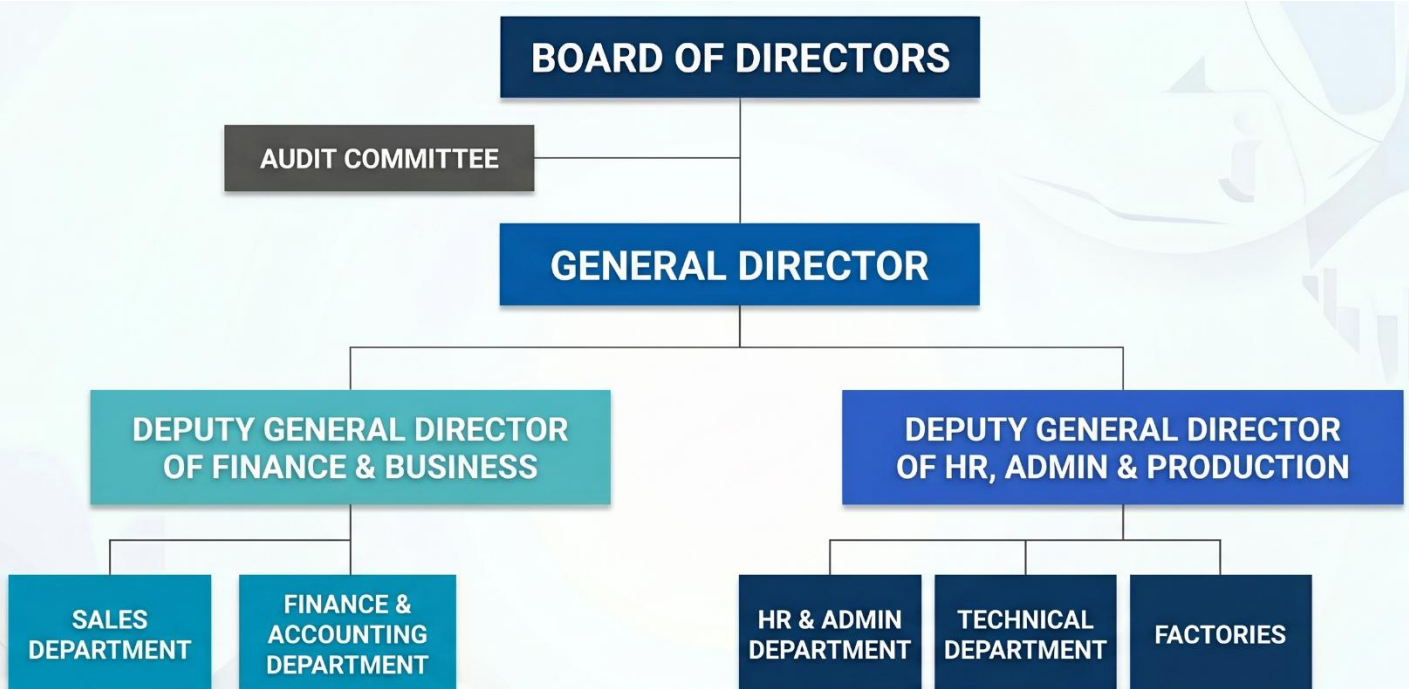 BOARD OF DIRECTORS
AUDIT COMMITTEE
GENERAL DIRECTOR
DEPUTY GENERAL DIRECTOR
OF FINANCE & BUSINESS
DEPUTY GENERAL DIRECTOR
OF HR, ADMIN & PRODUCTION
SALES
DEPARTMENT
FINANCE &
ACCOUNTING
DEPARTMENT
HR & ADMIN
DEPARTMENT
TECHNICAL
DEPARTMENT
FACTORIES